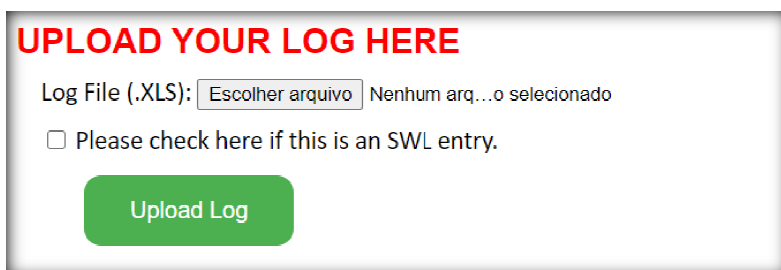 UPLOAD YOUR LOG HERE
Log File (.XLS): Escolher arquivo Nenhum arq...o selecionado
Please check here if this is an SWL entry.
Upload Log